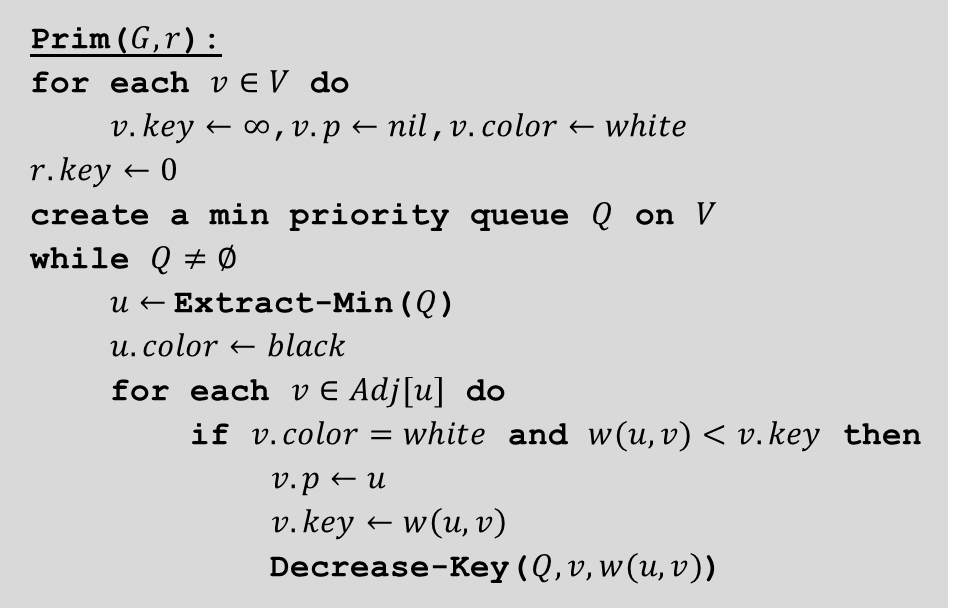 Prim(G,r):
for each v ∈ V do
v.key ← ∞, v.p ← nil, v.color ← white
r.key ← 0
create a min priority queue Q on V
while Q ≠ ∅
u ← Extract-Min(Q)
u.color ← black
for each v ∈ Adj[u] do
if v.color = white and w(u,v) < v.key then
v.p ← u
v.key ← w(u,v)
Decrease-Key(Q,v,w(u,v))